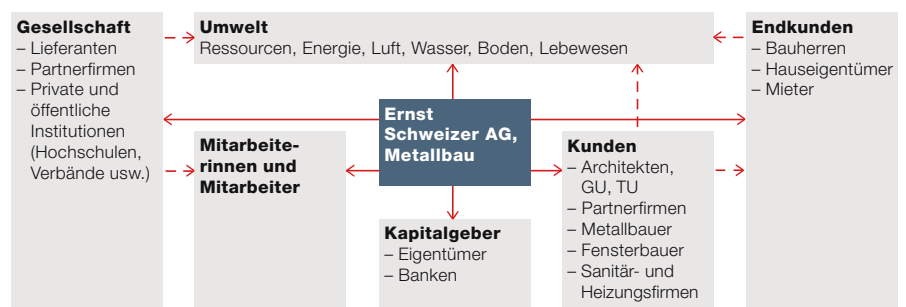 Gesellschaft
– Lieferanten
– Partnerfirmen
– Private und
öffentliche
Institutionen
(Hochschulen,
Verbände usw.)
Umwelt
Ressourcen, Energie, Luft, Wasser, Boden, Lebewesen
Endkunden
– Bauherren
– Hauseigentümer
– Mieter
Ernst
Schweizer AG,
Metallbau
Mitarbeite-
rinnen und
Mitarbeiter
Kunden
– Architekten,
GU, TU
– Partnerfirmen
– Metallbauer
– Fensterbauer
– Sanitär- und
Heizungsfirmen
Kapitalgeber
– Eigentümer
– Banken